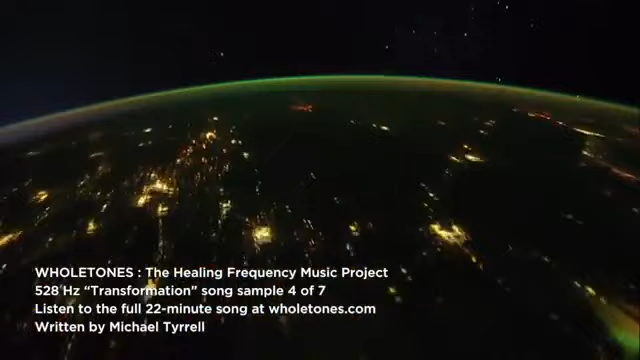 WHOLETONES : The Healing Frequency Music Project
528 Hz “Transformation” song sample 4 of 7
Listen to the full 22-minute song at wholetones.com
Written by Michael Tyrrell